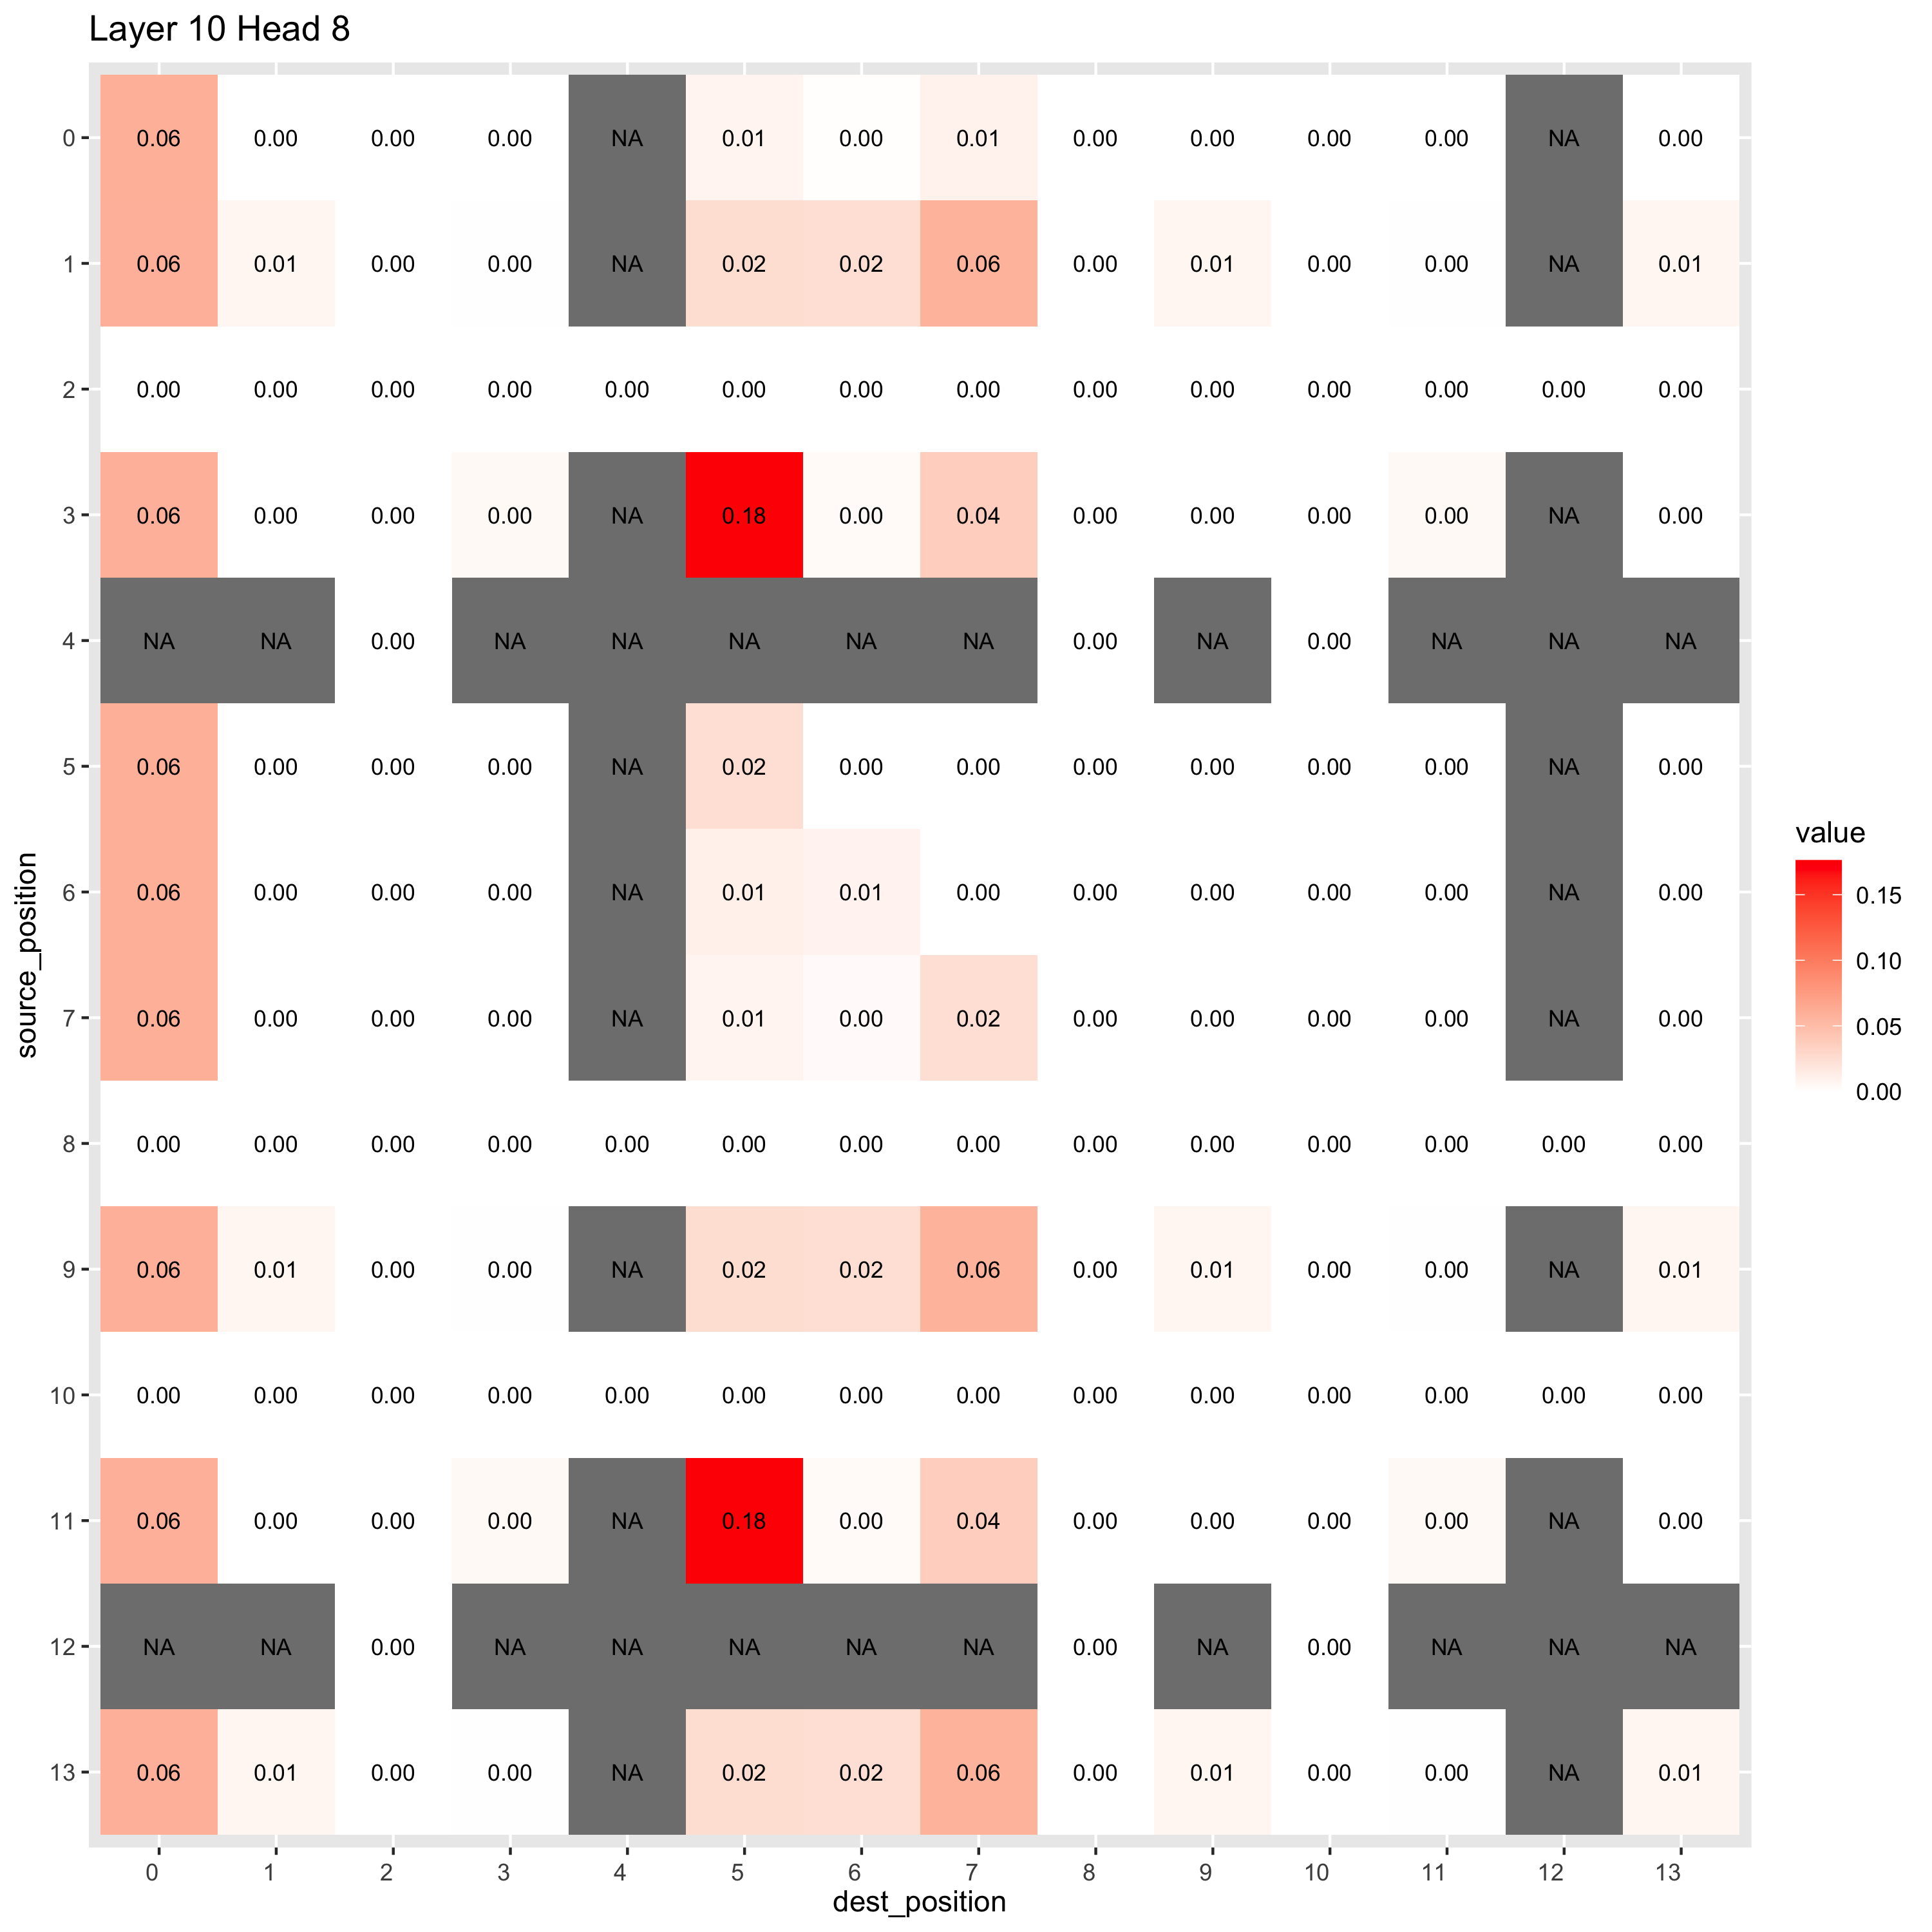 Layer 10 Head 8
0 0.06 0.00 0.00 0.00 NA 0.01 0.00 0.01 0.00 0.00 0.00 0.00 NA 0.00
1 0.06 0.01 0.00 0.00 NA 0.02 0.02 0.06 0.00 0.01 0.00 0.00 NA 0.01
2 0.00 0.00 0.00 0.00 0.00 0.00 0.00 0.00 0.00 0.00 0.00 0.00 0.00 0.00
3 0.06 0.00 0.00 0.00 NA 0.18 0.00 0.04 0.00 0.00 0.00 0.00 NA 0.00
4 NA NA 0.00 NA NA NA NA NA 0.00 NA 0.00 NA NA NA
5 0.06 0.00 0.00 0.00 NA 0.02 0.00 0.00 0.00 0.00 0.00 0.00 NA 0.00
6 0.06 0.00 0.00 0.00 NA 0.01 0.01 0.00 0.00 0.00 0.00 0.00 NA 0.00
7 0.06 0.00 0.00 0.00 NA 0.01 0.00 0.02 0.00 0.00 0.00 0.00 NA 0.00
8 0.00 0.00 0.00 0.00 0.00 0.00 0.00 0.00 0.00 0.00 0.00 0.00 0.00 0.00
9 0.06 0.01 0.00 0.00 NA 0.02 0.02 0.06 0.00 0.01 0.00 0.00 NA 0.01
10 0.00 0.00 0.00 0.00 0.00 0.00 0.00 0.00 0.00 0.00 0.00 0.00 0.00 0.00
11 0.06 0.00 0.00 0.00 NA 0.18 0.00 0.04 0.00 0.00 0.00 0.00 NA 0.00
12 NA NA 0.00 NA NA NA NA NA 0.00 NA 0.00 NA NA NA
13 0.06 0.01 0.00 0.00 NA 0.02 0.02 0.06 0.00 0.01 0.00 0.00 NA 0.01
0 1 2 3 4 5 6 7 8 9 10 11 12 13
dest_position
source_position
value
0.15
0.10
0.05
0.00